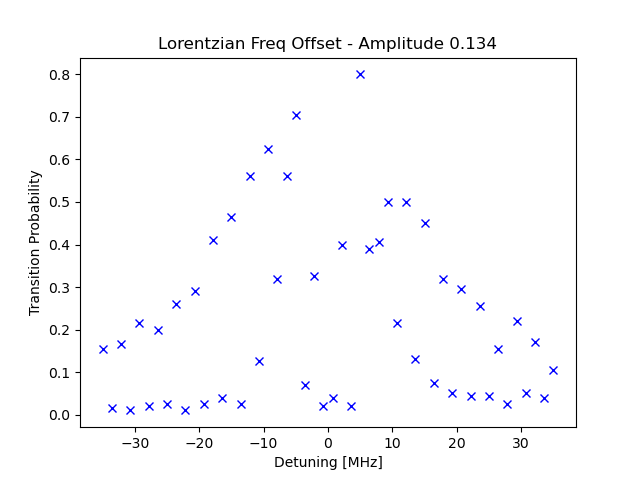 Lorentzian Freq Offset - Amplitude 0.134
0.8
0.7
0.6
0.5
0.4
0.3
0.2
0.1
0.0
Transition Probability
−30 −20 −10 0 10 20 30
Detuning [MHz]